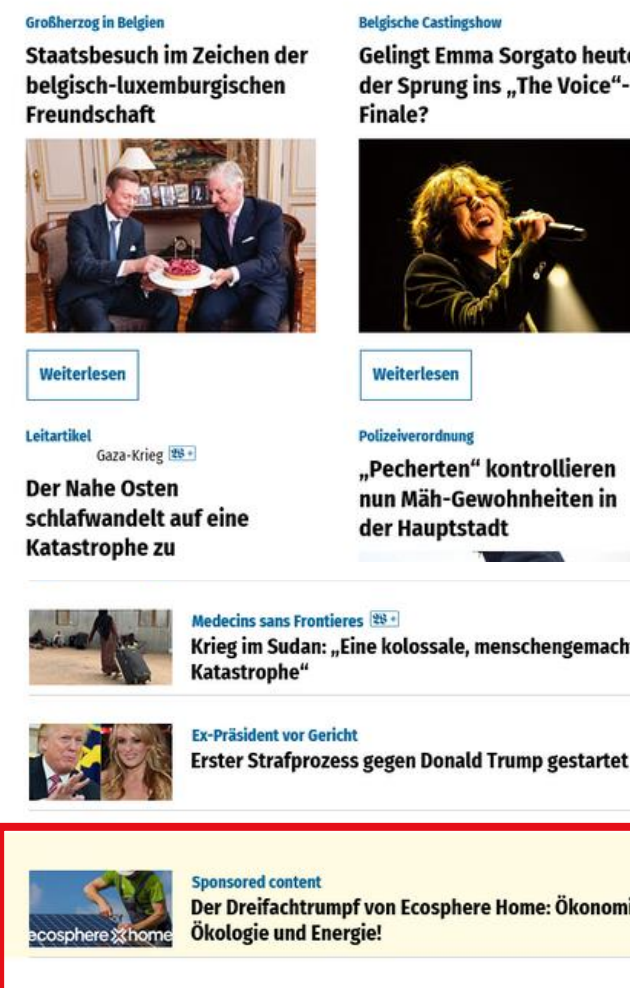 Großherzog in Belgien
Staatsbesuch im Zeichen der
belgisch-luxemburgischen
Freundschaft
Weiterlesen
Belgische Castingshow
Gelingt Emma Sorgato heute
der Sprung ins „The Voice“-
Finale?
Weiterlesen
Leitartikel
Gaza-Krieg
Der Nahe Osten
schlafwandelt auf eine
Katastrophe zu
Polizeiverordnung
„Pecherten“ kontrollieren
nun Mäh-Gewohnheiten in
der Hauptstadt
Medecins sans Frontieres
Krieg im Sudan: „Eine kolossale, menschengemach
Katastrophe“
Ex-Präsident vor Gericht
Erster Strafprozess gegen Donald Trump gestartet
Sponsored content
Der Dreifachtrumpf von Ecosphere Home: Ökonomi
Ökologie und Energie!
ecosphere home